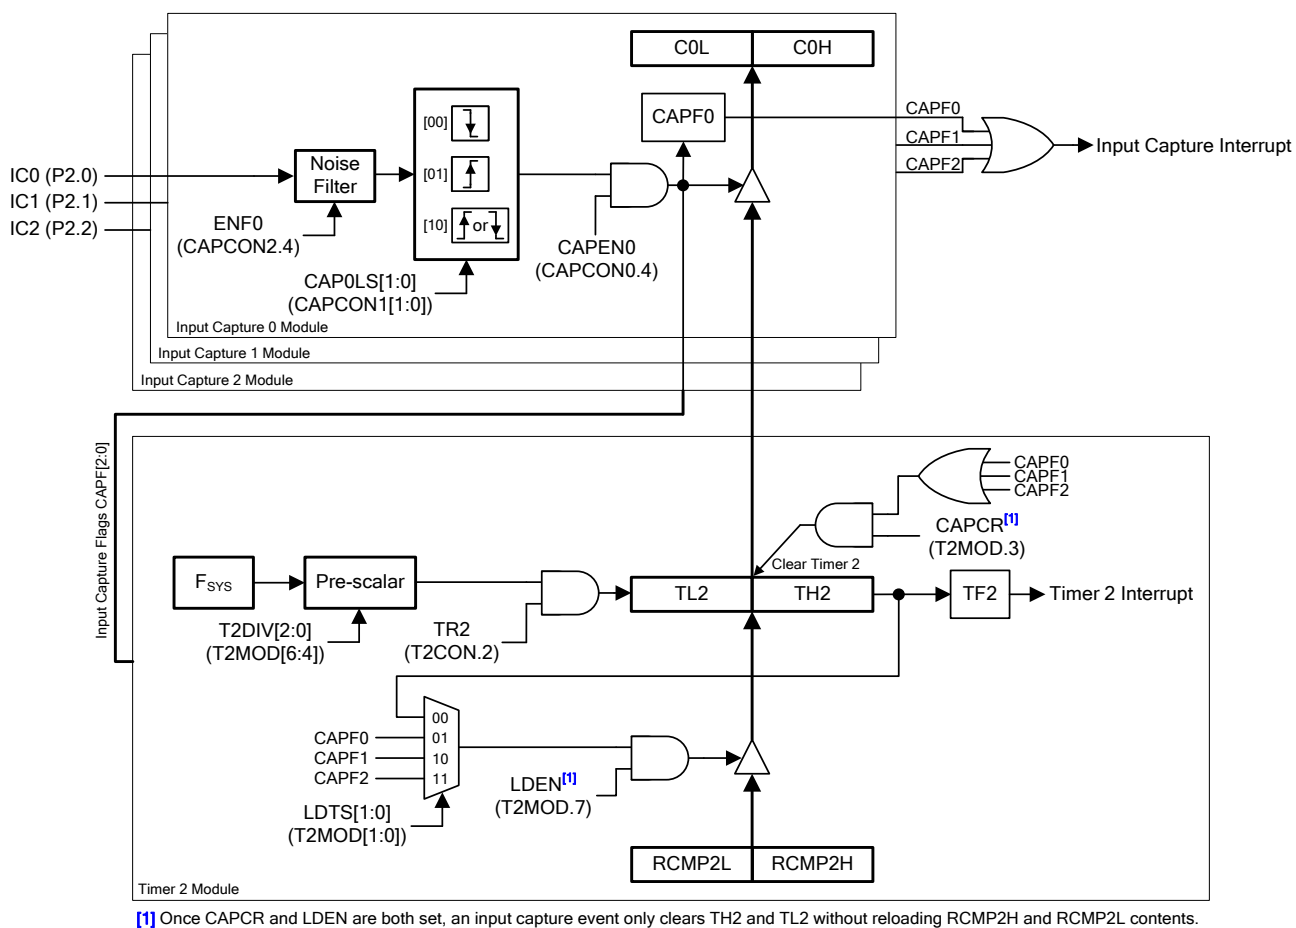 C0L
C0H
CAPF0
CAPF0
CAPF1
CAPF2
Input Capture Interrupt
[00]
[01]
[10]
or
Noise
Filter
IC0 (P2.0)
IC1 (P2.1)
IC2 (P2.2)
ENF0
(CAPCON2.4)
CAP0LS[1:0]
(CAPCON1[1:0])
CAPEN0
(CAPCON0.4)
Input Capture 0 Module
Input Capture 1 Module
Input Capture 2 Module
Input Capture Flags CAPF[2:0]
CAPF0
CAPF1
CAPF2
CAPCR[1]
(T2MOD.3)
Clear Timer 2
FSYS
Pre-scalar
TL2
TH2
TF2
Timer 2 Interrupt
T2DIV[2:0]
(T2MOD[6:4])
TR2
(T2CON.2)
00
01
10
11
CAPF0
CAPF1
CAPF2
LDTS[1:0]
(T2MOD[1:0])
LDEN[1]
(T2MOD.7)
RCMP2L
RCMP2H
Timer 2 Module
[1] Once CAPCR and LDEN are both set, an input capture event only clears TH2 and TL2 without reloading RCMP2H and RCMP2L contents.